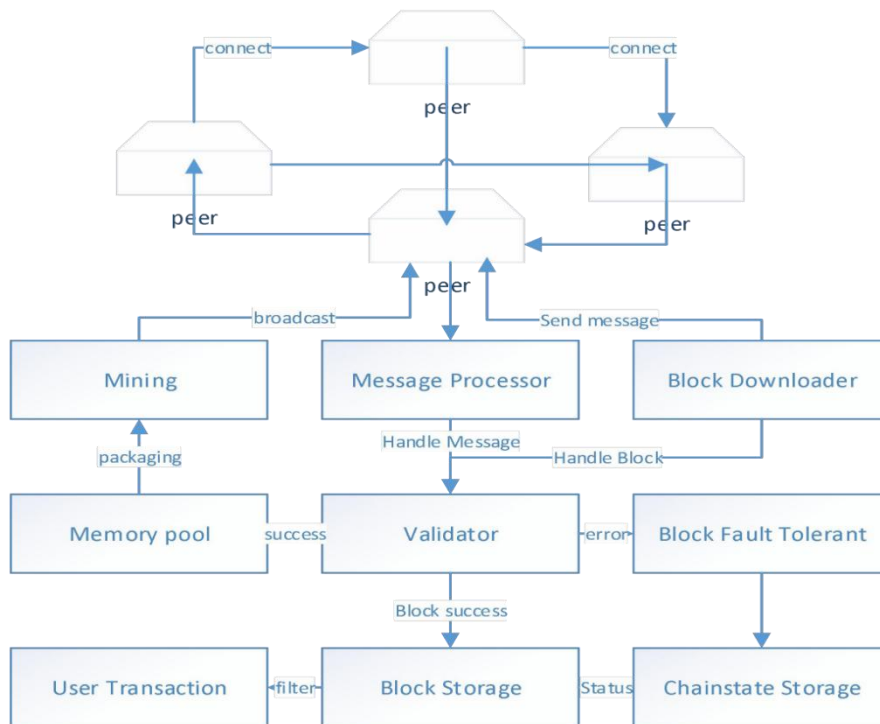 connect
connect
peer
peer
peer
peer
broadcast
Send message
Mining
Message Processor
Block Downloader
Handle Message
packaging
Handle Block
Memory pool
success
Validator
error
Block Fault Tolerant
Block success
User Transaction
filter
Block Storage
Status
Chainstate Storage